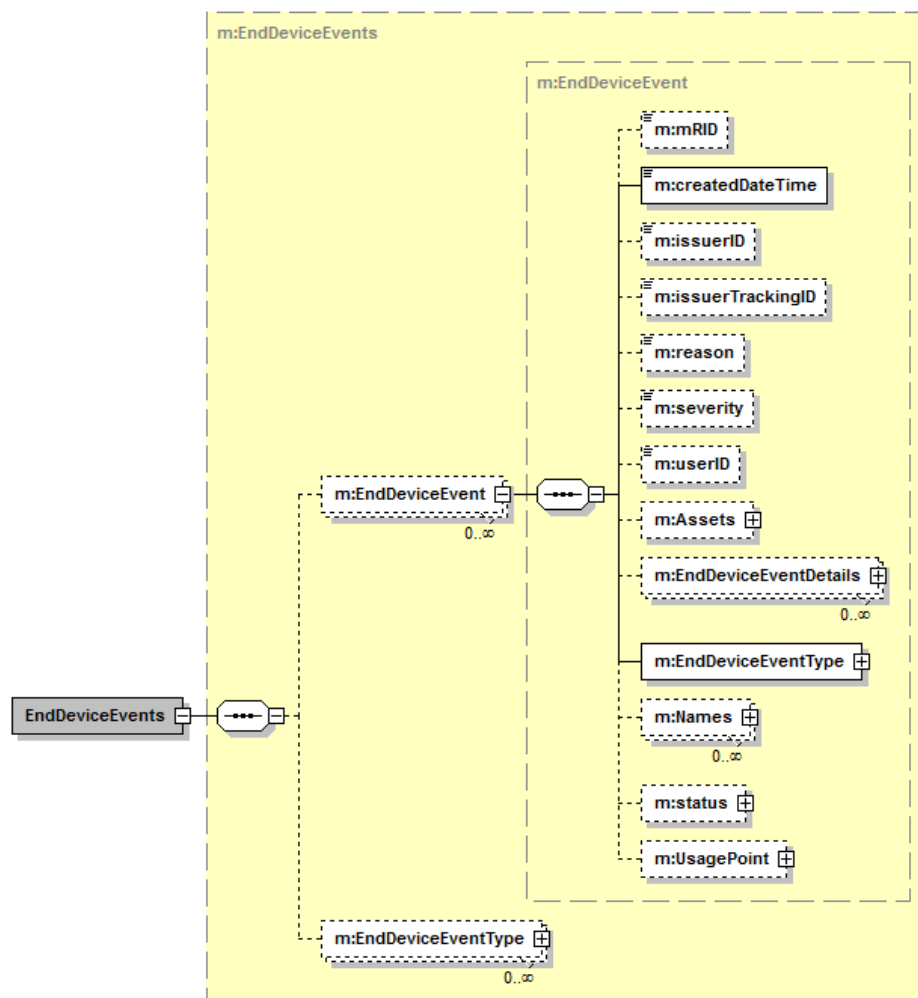 m:EndDeviceEvents
m:EndDeviceEvent
m:mRID
m:createdDateTime
m:issuerID
m:issuerTrackingID
m:reason
m:severity
m:userID
m:EndDeviceEvent
0..∞
m:Assets
m:EndDeviceEventDetails
0..∞
m:EndDeviceEventType
EndDeviceEvents
m:Names
0..∞
m:status
m:UsagePoint
m:EndDeviceEventType
0..∞